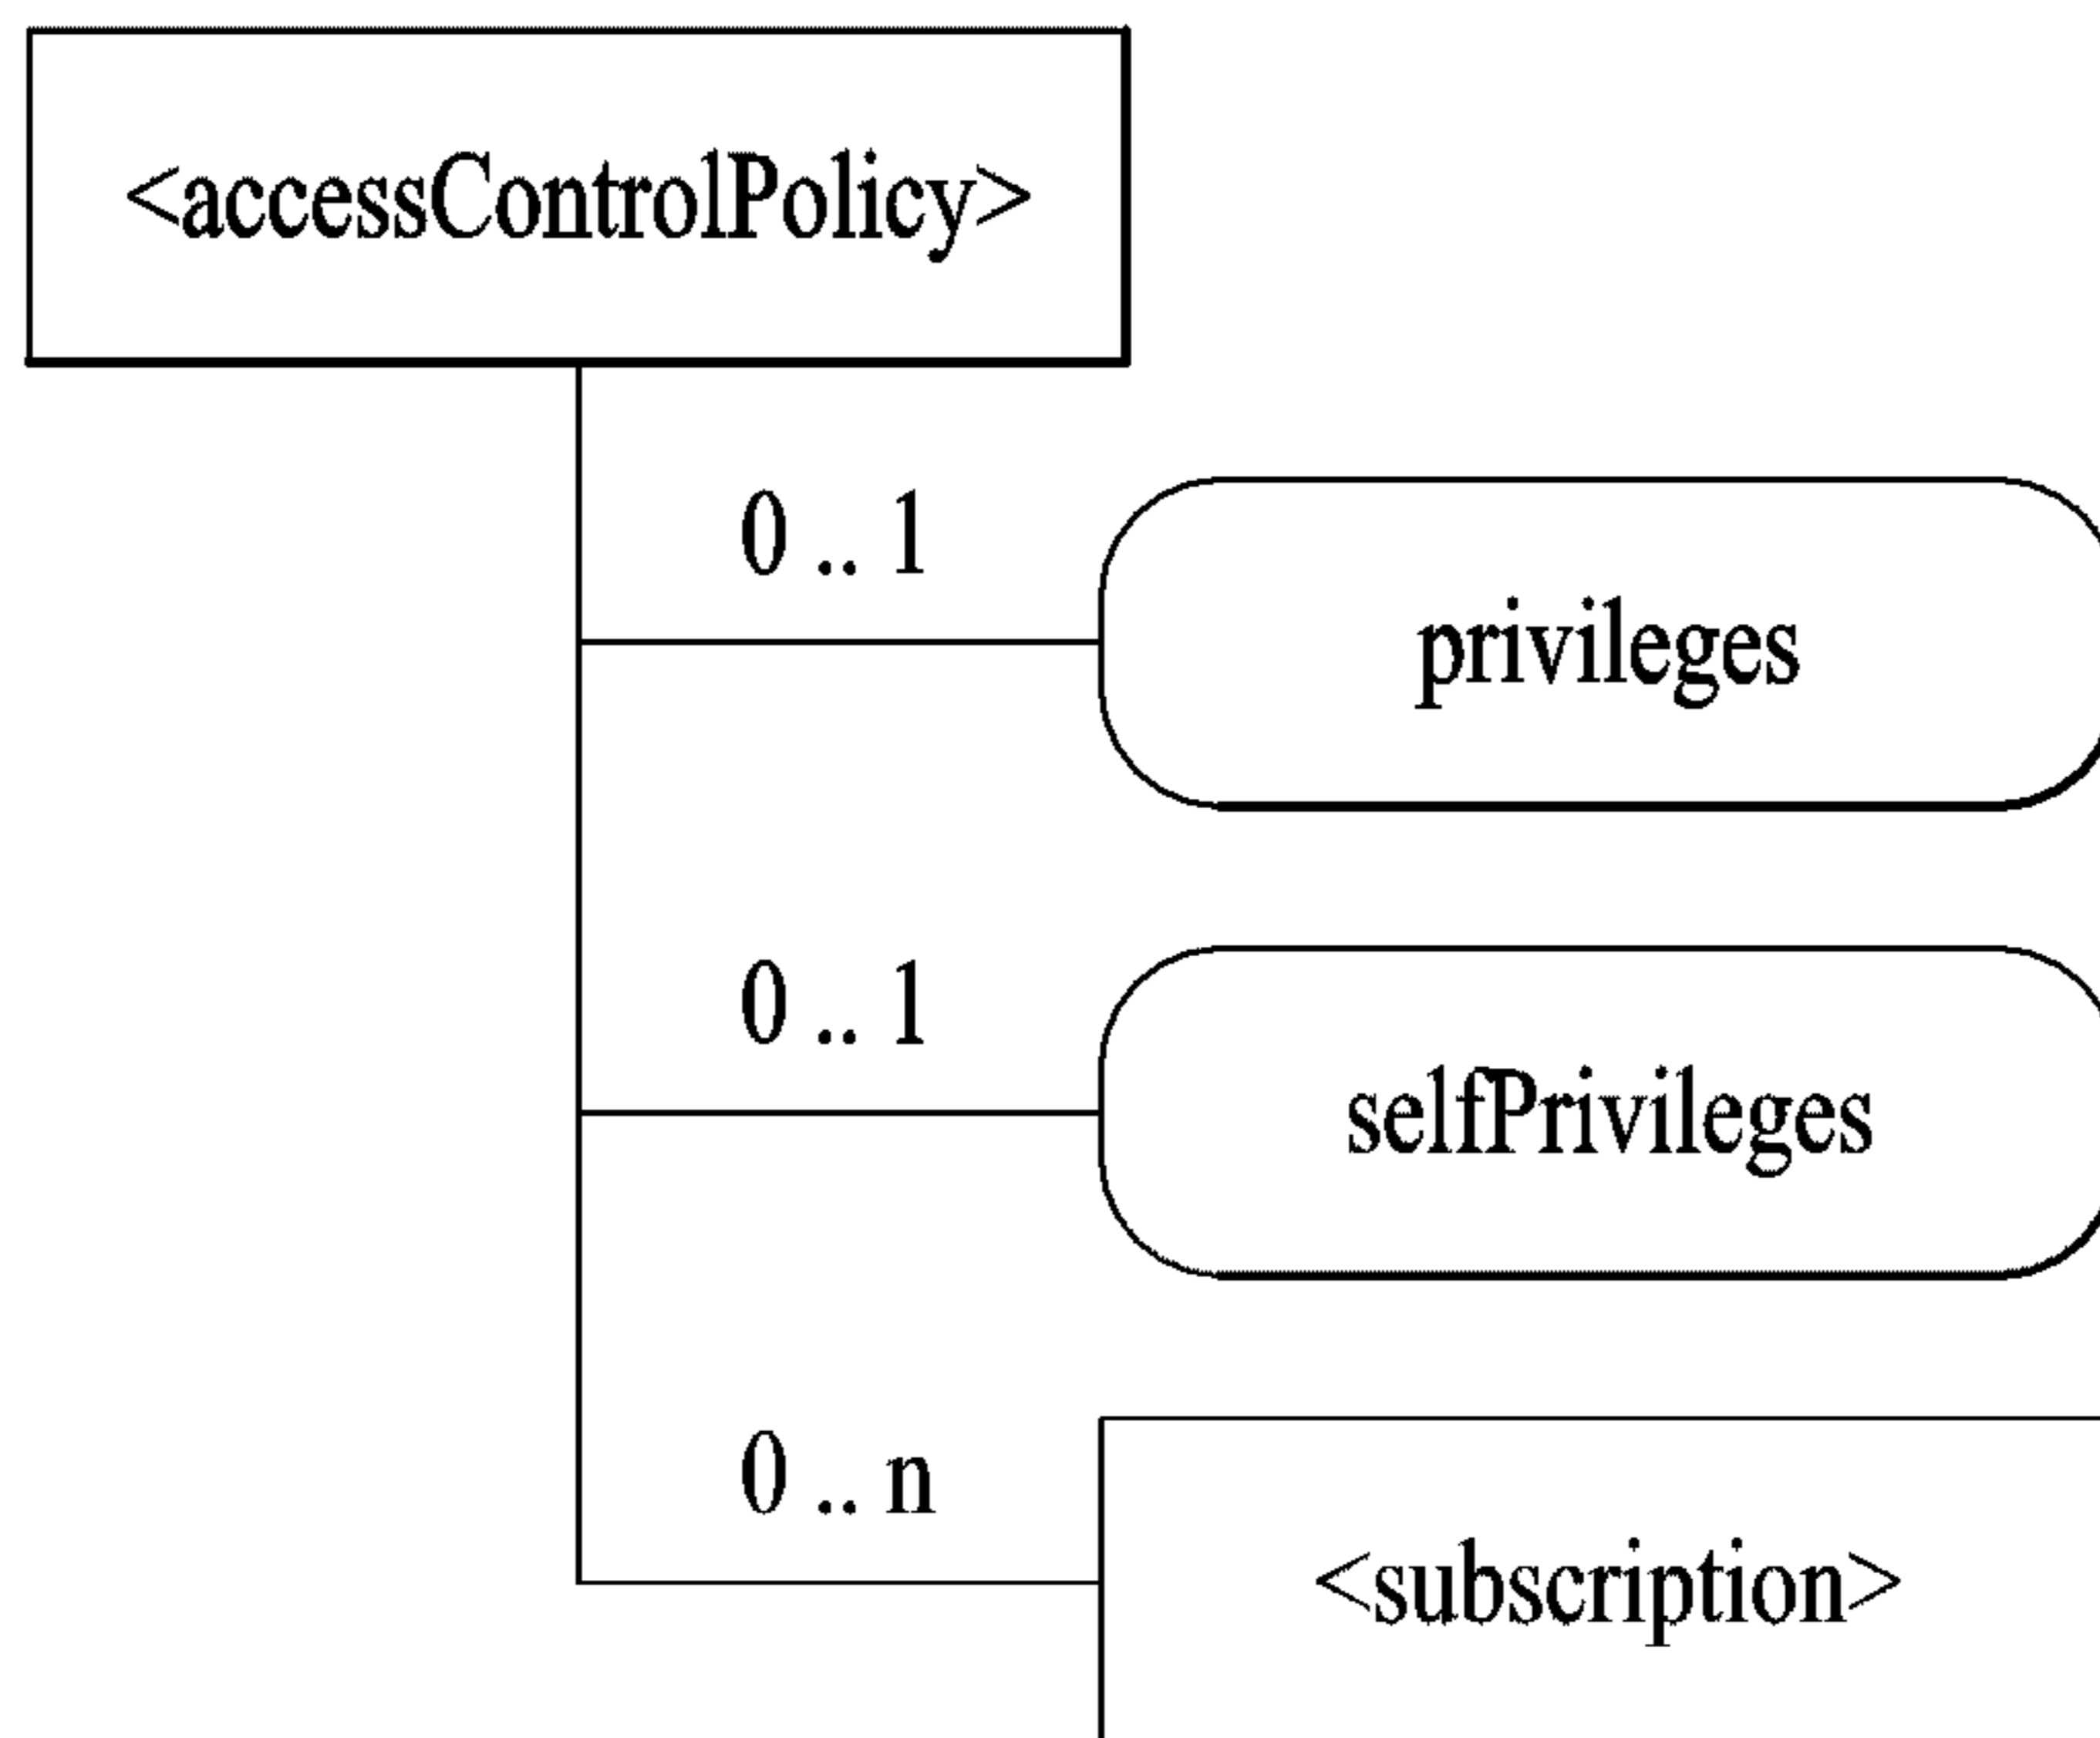 <accessControlPolicy>
0 .. 1
privileges
0 .. 1
selfPrivileges
0 .. n
<subscription>